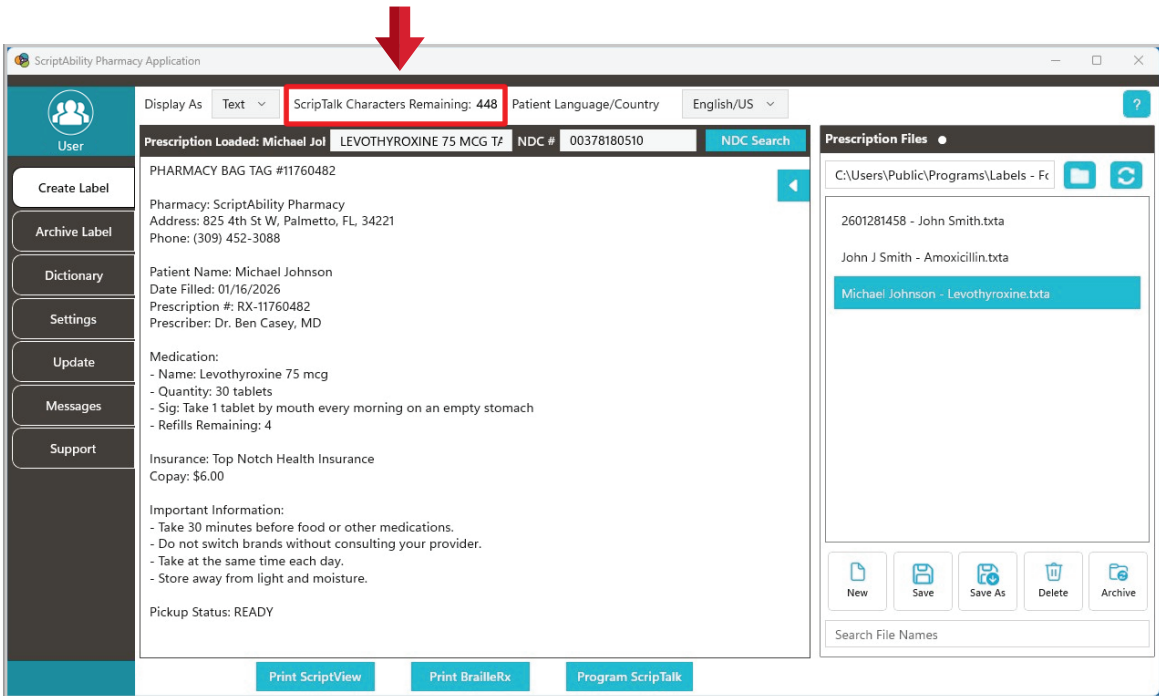 ScriptAbility Pharmacy Application
User
Create Label
Archive Label
Dictionary
Settings
Update
Messages
Support
Display As Text ScripTalk Characters Remaining: 448 Patient Language/Country English/US ?
Prescription Loaded: Michael Jol LEVOTHYROXINE 75 MCG TA NDC # 00378180510 NDC Search
PHARMACY BAG TAG #11760482
Pharmacy: ScriptAbility Pharmacy
Address: 825 4th St W, Palmetto, FL, 34221
Phone: (309) 452-3088
Patient Name: Michael Johnson
Date Filled: 01/16/2026
Prescription #: RX-11760482
Prescriber: Dr. Ben Casey, MD
Medication:
- Name: Levothyroxine 75 mcg
- Quantity: 30 tablets
- Sig: Take 1 tablet by mouth every morning on an empty stomach
- Refills Remaining: 4
Insurance: Top Notch Health Insurance
Copay: $6.00
Important Information:
- Take 30 minutes before food or other medications.
- Do not switch brands without consulting your provider.
- Take at the same time each day.
- Store away from light and moisture.
Pickup Status: READY
Print ScriptView Print BrailleRx Program ScripTalk
Prescription Files
C:\Users\Public\Programs\Labels - Fc
2601281458 - John Smith.txta
John J Smith - Amoxicillin.txta
Michael Johnson - Levothyroxine.txta
New Save Save As Delete Archive
Search File Names